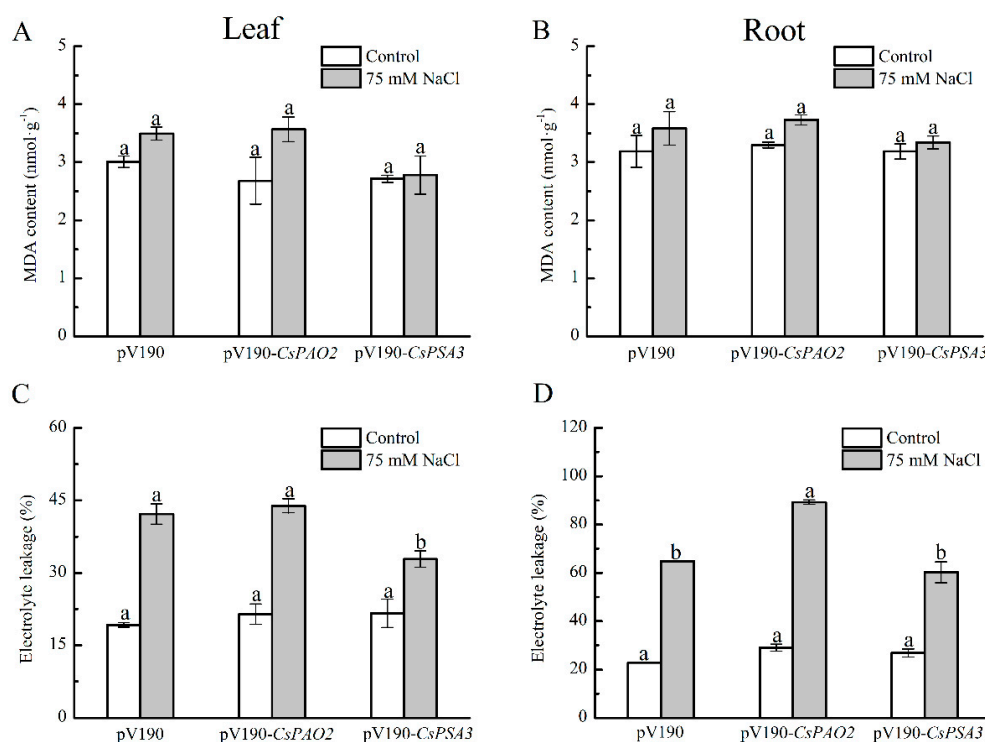 A
Leaf
MDA content (nmol·g⁻¹)
5
4
3
2
1
0
Control
75 mM NaCl
a
a
a
a
a
a
pV190
pV190-CsPAO2
pV190-CsPSA3
B
Root
MDA content (nmol·g⁻¹)
5
4
3
2
1
0
Control
75 mM NaCl
a
a
a
a
a
a
pV190
pV190-CsPAO2
pV190-CsPSA3
C
Electrolyte leakage (%)
60
45
30
15
0
Control
75 mM NaCl
a
a
a
a
a
b
pV190
pV190-CsPAO2
pV190-CsPSA3
D
Electrolyte leakage (%)
120
100
80
60
40
20
0
Control
75 mM NaCl
a
b
a
a
a
b
pV190
pV190-CsPAO2
pV190-CsPSA3